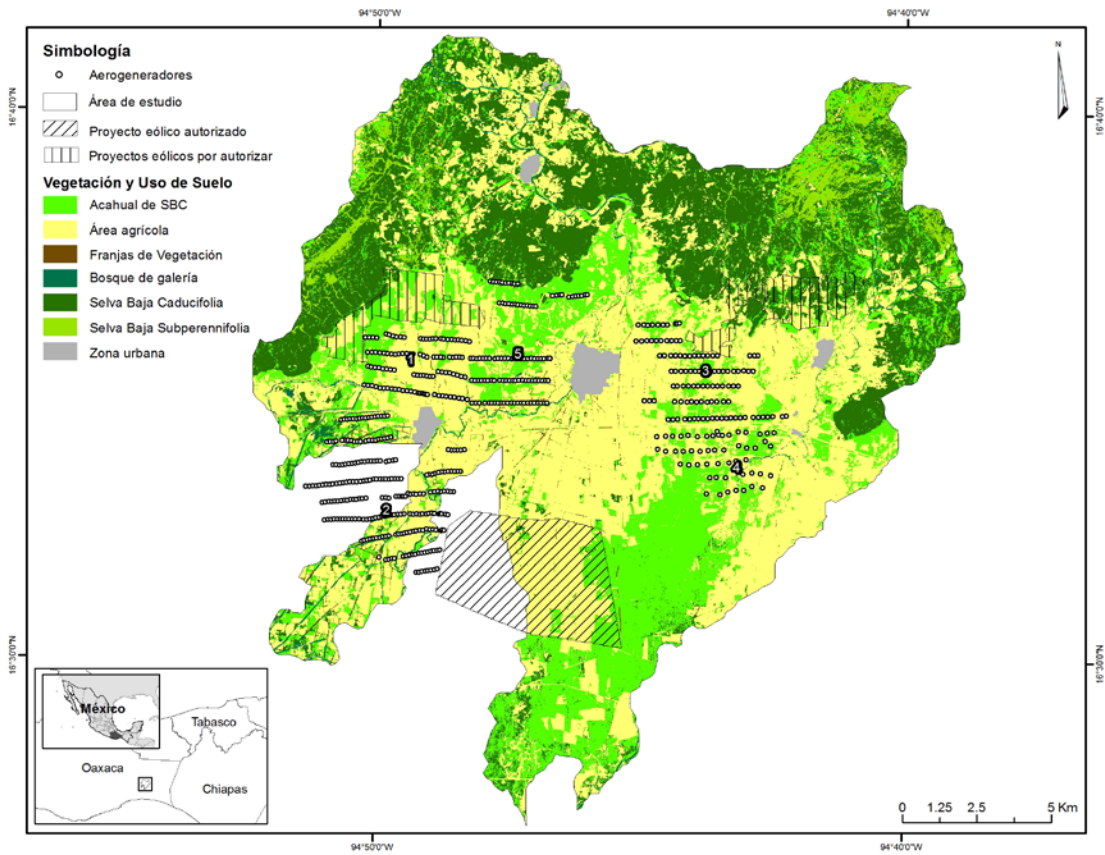 94°50'0"W
94°40'0"W
Simbología
Aerogeneradores
Área de estudio
Proyecto eólico autorizado
Proyectos eólicos por autorizar
Vegetación y Uso de Suelo
Acahual de SBC
Área agrícola
Franjas de Vegetación
Bosque de galería
Selva Baja Caducifolia
Selva Baja Subperennifolia
Zona urbana
N
16°40'0"N
16°40'0"N
1
5
3
4
2
16°30'0"N
16°30'0"N
México
Tabasco
Oaxaca
Chiapas
0 1.25 2.5 5 Km
94°50'0"W
94°40'0"W